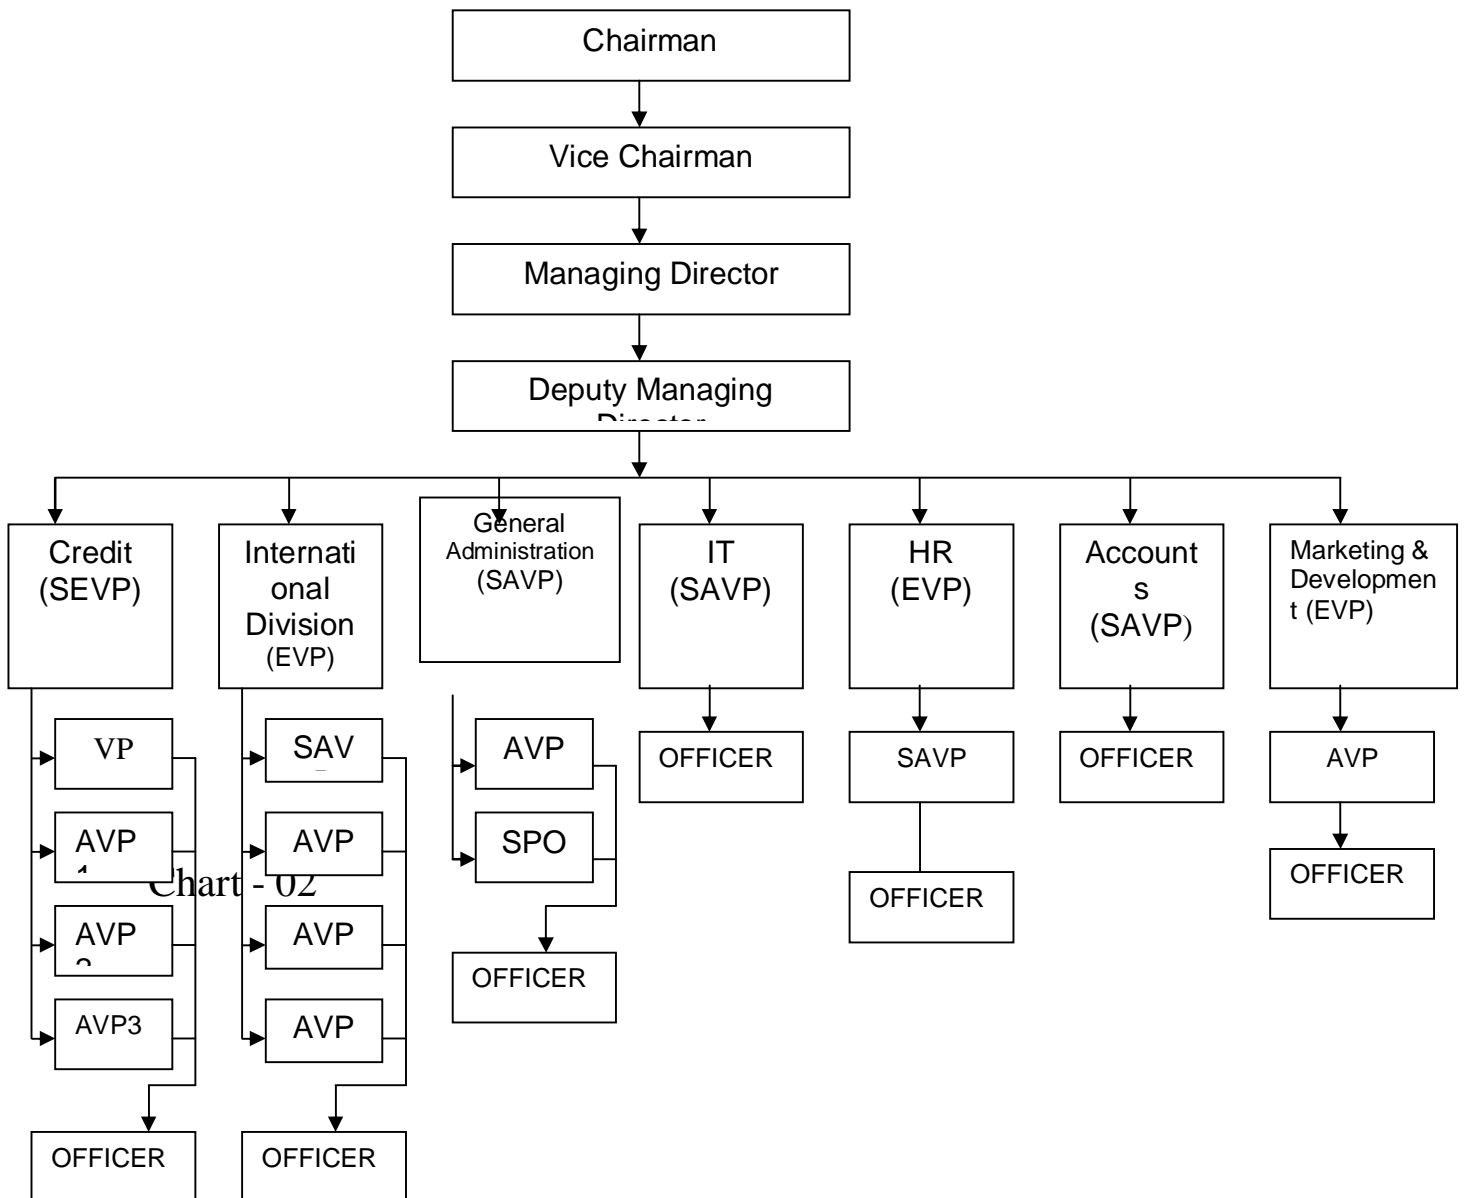 Chairman
Vice Chairman
Managing Director
Deputy Managing
Director
Credit
(SEVP)
Internati
onal
Division
(EVP)
General
Administration
(SAVP)
IT
(SAVP)
HR
(EVP)
Account
s
(SAVP)
Marketing &
Developmen
t (EVP)
VP
AVP
AVP
AVP3
OFFICER
SAV
AVP
AVP
AVP
OFFICER
AVP
SPO
OFFICER
OFFICER
SAVP
OFFICER
OFFICER
AVP
OFFICER
Chart - 02